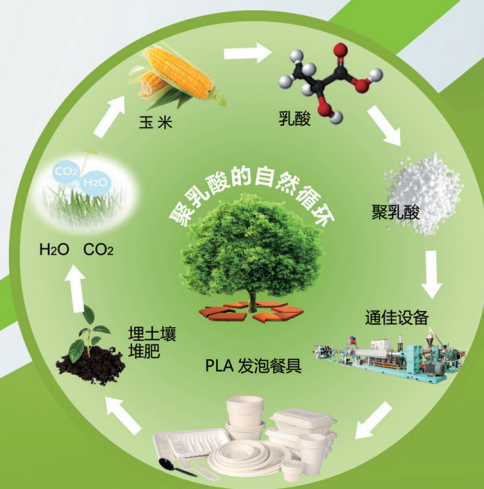 聚乳酸的自然循环
玉米
乳酸
聚乳酸
通佳设备
PLA 发泡餐具
埋土壤
堆肥
H₂O CO₂
CO₂
H₂O